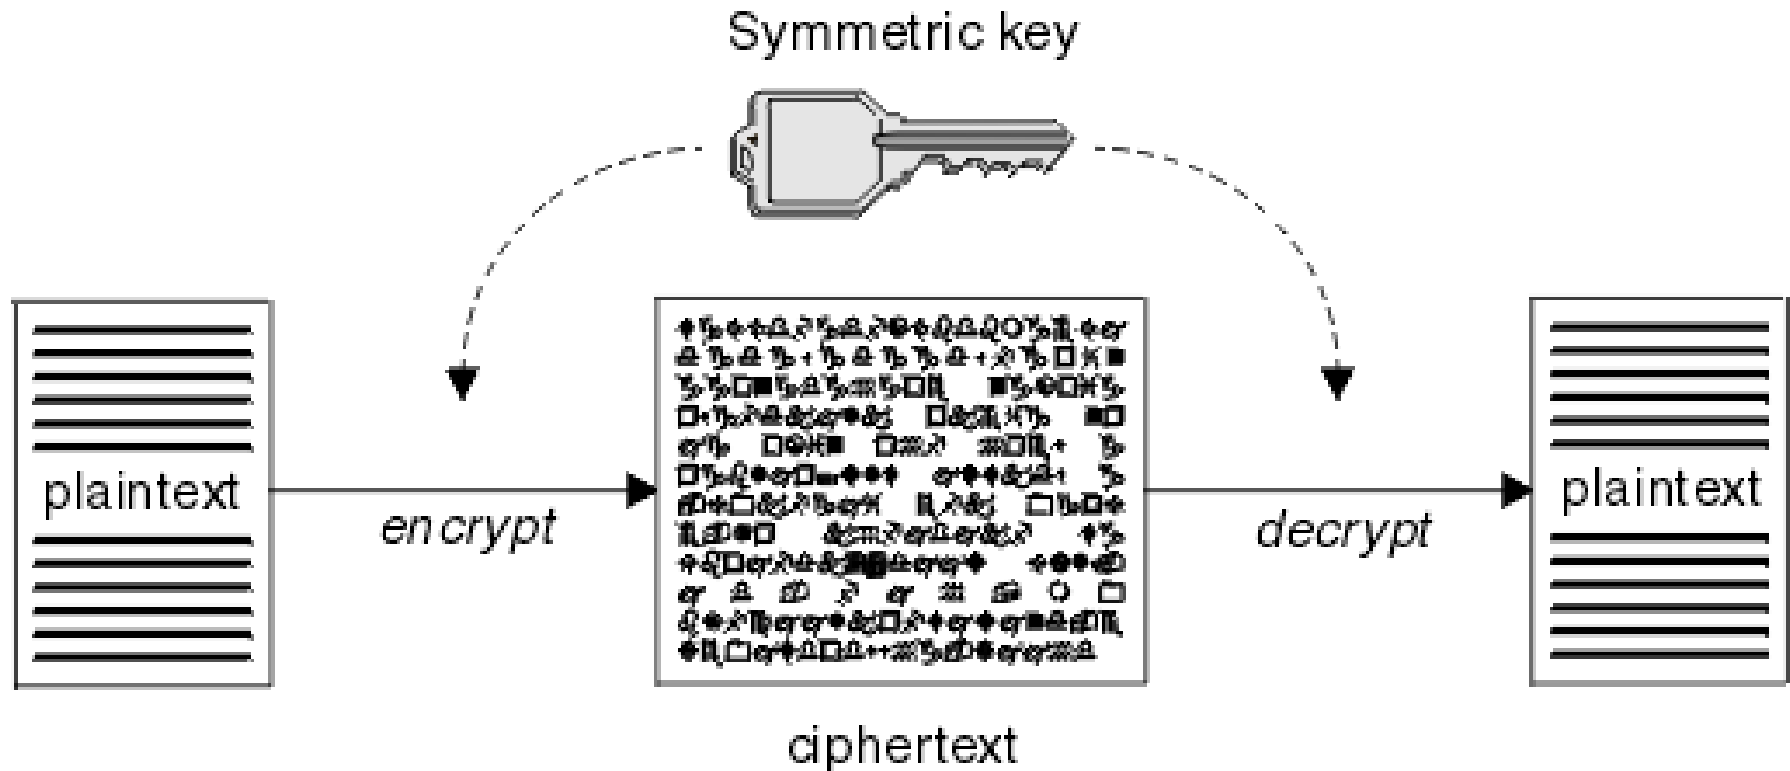 Symmetric key
plaintext
encrypt
decrypt
plaintext
ciphertext